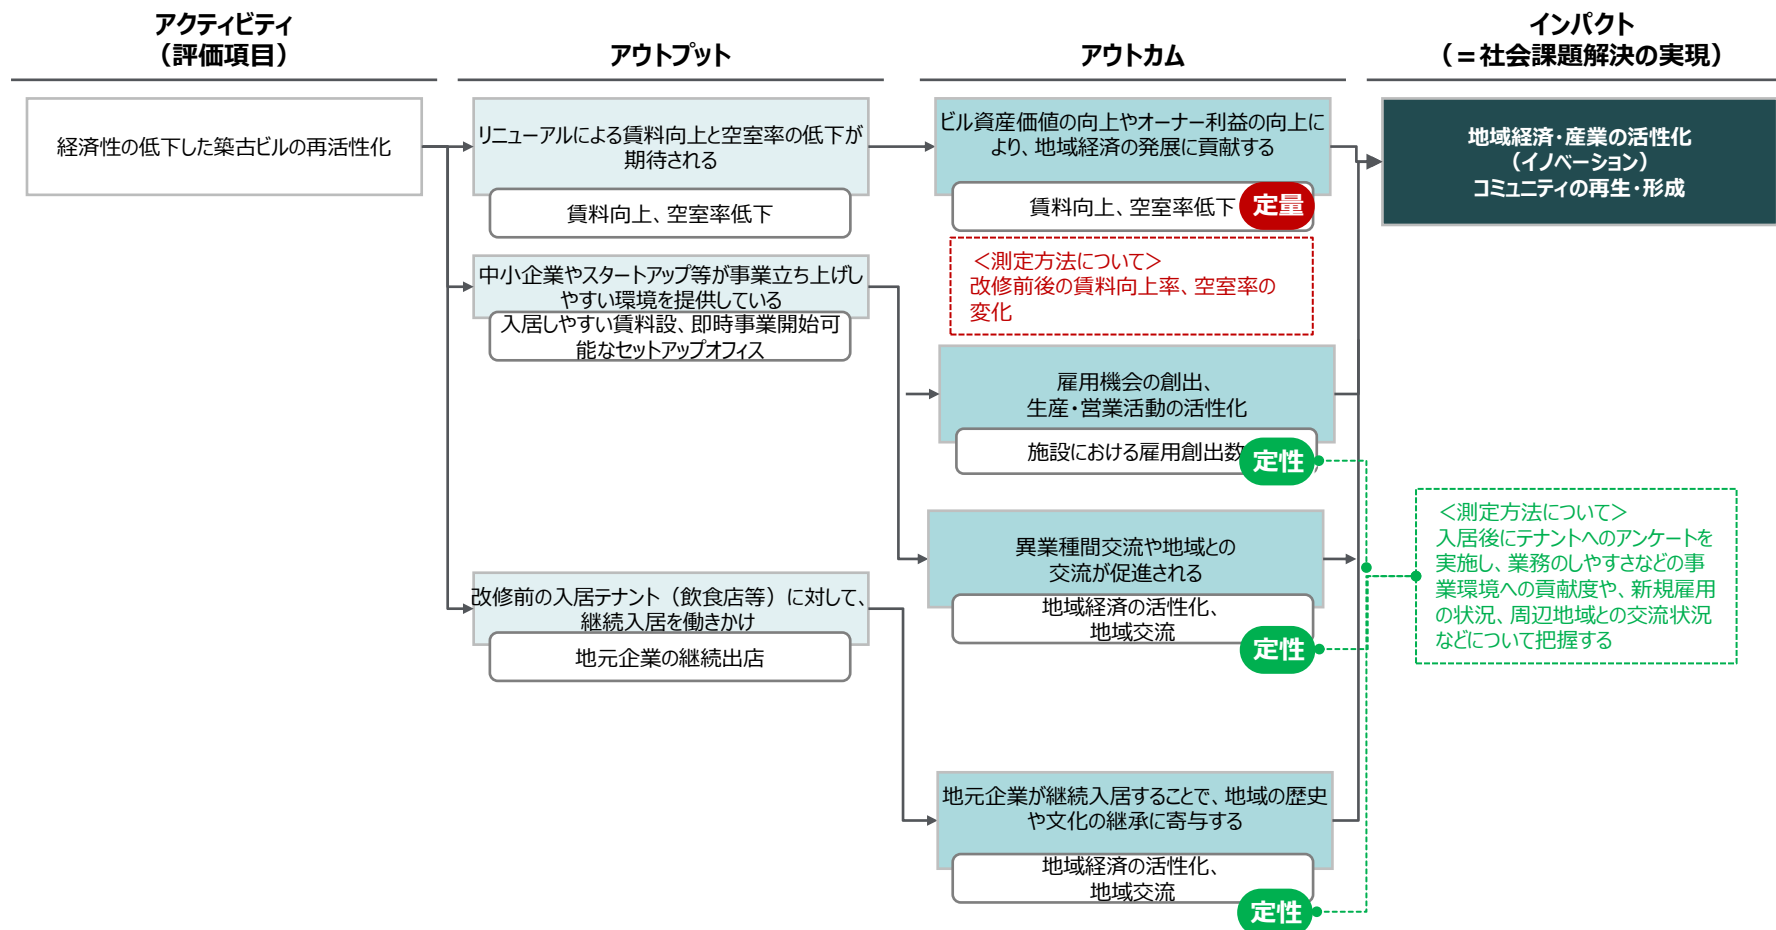 アクティビティ
（評価項目）
アウトプット
アウトカム
インパクト
（＝社会課題解決の実現）
経済性の低下した築古ビルの再活性化
リニューアルによる賃料向上と空室率の低下が
期待される
賃料向上、空室率低下
中小企業やスタートアップ等が事業立ち上げし
やすい環境を提供している
入居しやすい賃料設、即時事業開始可
能なセットアップオフィス
改修前の入居テナント（飲食店等）に対して、
継続入居を働きかけ
地元企業の継続出店
ビル資産価値の向上やオーナー利益の向上に
より、地域経済の発展に貢献する
賃料向上、空室率低下
定量
＜測定方法について＞
改修前後の賃料向上率、空室率の
変化
雇用機会の創出、
生産・営業活動の活性化
施設における雇用創出数
定性
異業種間交流や地域との
交流が促進される
地域経済の活性化、
地域交流
定性
地元企業が継続入居することで、地域の歴史
や文化の継承に寄与する
地域経済の活性化、
地域交流
定性
地域経済・産業の活性化
（イノベーション）
コミュニティの再生・形成
＜測定方法について＞
入居後にテナントへのアンケートを
実施し、業務のしやすさなどの事
業環境への貢献度や、新規雇用
の状況、周辺地域との交流状況
などについて把握する